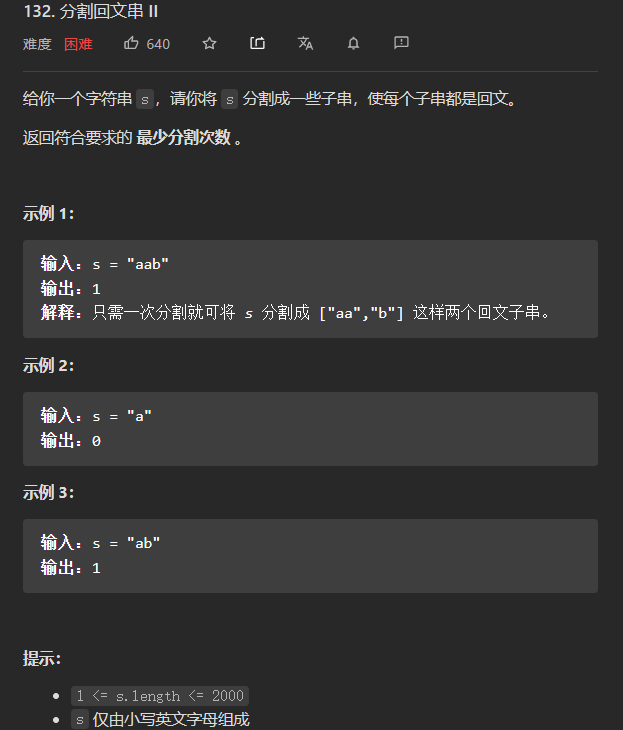 132. 分割回文串 II
难度 困难 640
给你一个字符串 s，请你将 s 分割成一些子串，使每个子串都是回文。
返回符合要求的 最少分割次数 。
示例 1：
输入：s = "aab"
输出：1
解释：只需一次分割就可将 s 分割成 ["aa","b"] 这样两个回文子串。
示例 2：
输入：s = "a"
输出：0
示例 3：
输入：s = "ab"
输出：1
提示：
1 <= s.length <= 2000
s 仅由小写英文字母组成